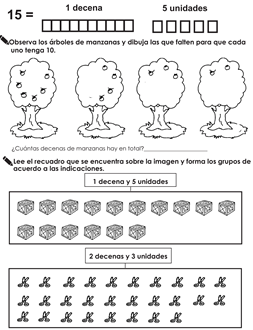 1 decena 5 unidades
15 =
Observa los árboles de manzanas y dibuja las que falten para que cada
uno tenga 10.
¿Cuántas decenas de manzanas hay en total?
Lee el recuadro que se encuentra sobre la imagen y forma los grupos de
acuerdo a las indicaciones.
1 decena y 5 unidades
2 decenas y 3 unidades